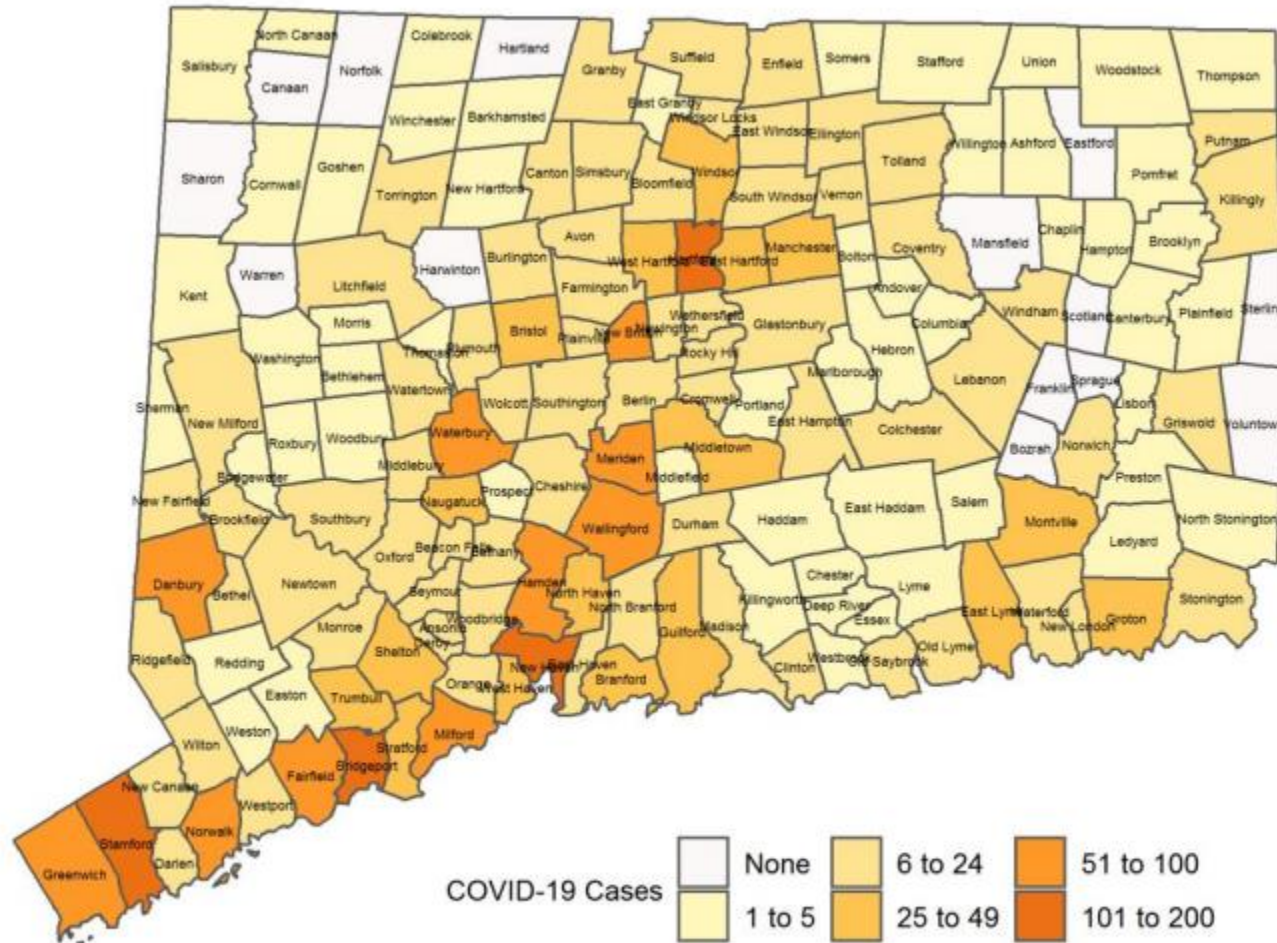 North Canaan
Colebrook
Hartland
Salisbury
Norfolk
Canaan
Granby
Suffield
Enfield
Somers
Stafford
Union
Woodstock
Thompson
East Granby
Windsor Locks
Winchester
Barkhamsted
East Windsor
Ellington
Willington
Ashford
Eastford
Putnam
Sharon
Cornwall
Goshen
Torrington
New Hartford
Canton
Simsbury
Bloomfield
Windsor
South Windsor
Vernon
Tolland
Pomfret
Killingly
Kent
Warren
Litchfield
Harwinton
Burlington
Avon
West Hartford
East Hartford
Manchester
Bolton
Coventry
Mansfield
Chaplin
Hampton
Brooklyn
Farmington
Andover
Morris
Washington
Bethlehem
Thomaston
Plymouth
Bristol
Plainville
New Britain
Newington
Wethersfield
Rocky Hill
Glastonbury
Marlborough
Hebron
Columbia
Windham
Scotland
Canterbury
Plainfield
Sterling
Sherman
New Milford
Roxbury
Woodbury
Watertown
Waterbury
Wolcott
Southington
Berlin
Cromwell
Portland
East Hampton
Colchester
Lebanon
Franklin
Sprague
Lisbon
Griswold
Voluntown
Bozrah
Norwich
Bridgewater
Middlebury
Meriden
Middletown
Middlefield
Preston
New Fairfield
Brookfield
Southbury
Naugatuck
Prospect
Cheshire
Wallingford
Durham
Haddam
East Haddam
Salem
Montville
Ledyard
North Stonington
Danbury
Bethel
Newtown
Oxford
Beacon Falls
Bethany
Hamden
North Haven
North Branford
Guilford
Madison
Killingworth
Chester
Deep River
Essex
Lyme
East Lyme
Waterford
New London
Groton
Stonington
Seymour
Woodbridge
Ansonia
Derby
Ridgefield
Redding
Monroe
Shelton
Orange
New Haven
East Haven
West Haven
Branford
Clinton
Westbrook
Old Saybrook
Old Lyme
Easton
Weston
Trumbull
Stratford
Milford
Wilton
Fairfield
Bridgeport
New Canaan
Westport
Norwalk
Stamford
Darien
Greenwich
COVID-19 Cases
None
6 to 24
51 to 100
1 to 5
25 to 49
101 to 200